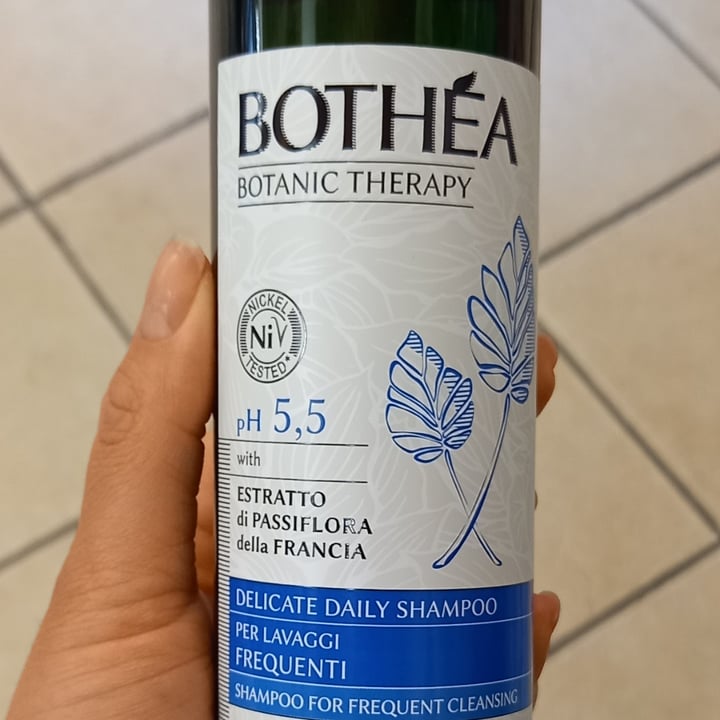 BOTHÉA
BOTANIC THERAPY
NICKEL
Ni
TESTED
pH 5,5
with
ESTRATTO
di PASSIFLORA
della FRANCIA
DELICATE DAILY SHAMPOO
PER LAVAGGI
FREQUENTI
SHAMPOO FOR FREQUENT CLEANSING